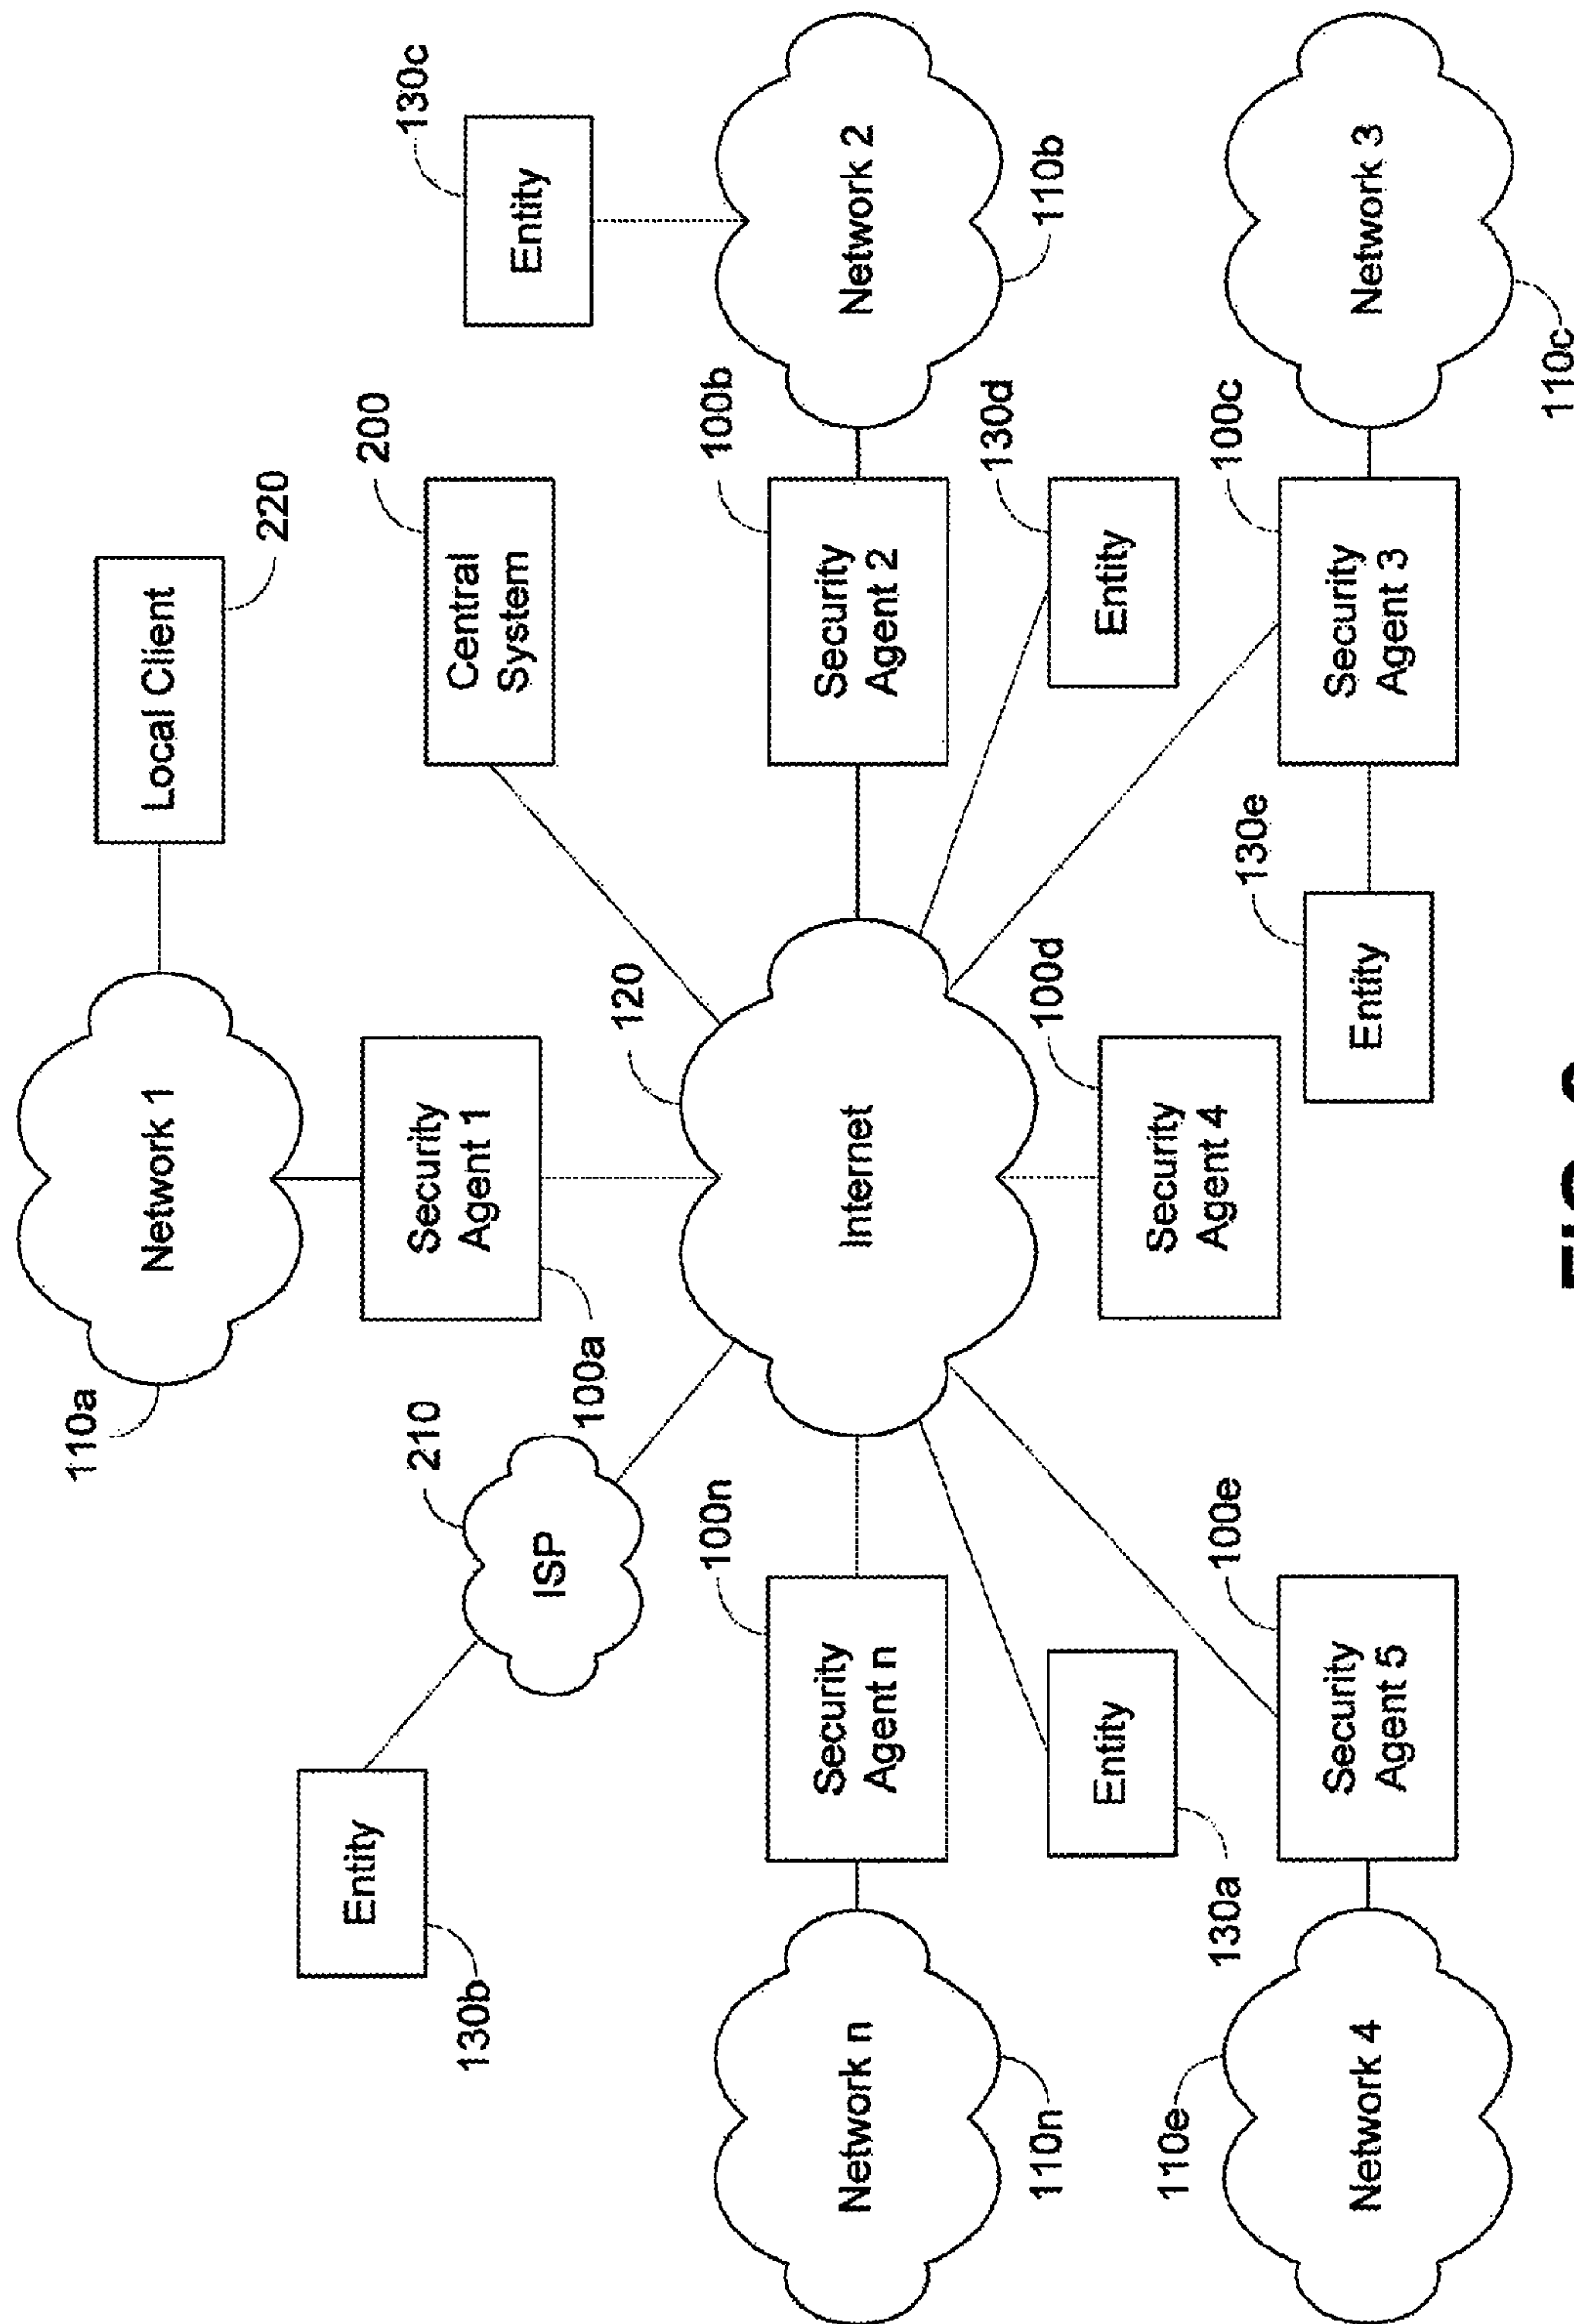 110a
Network 1
Local Client
220
Entity
130b
210
Security
Agent 1
100a
200
Central
System
130c
Entity
ISP
120
100n
100b
Network n
Security
Agent n
Internet
Security
Agent 2
Network 2
110n
100d
130d
110b
Entity
130a
Security
Agent 4
Entity
110e
100e
130e
100c
Network 4
Security
Agent 5
Entity
Security
Agent 3
Network 3
110c